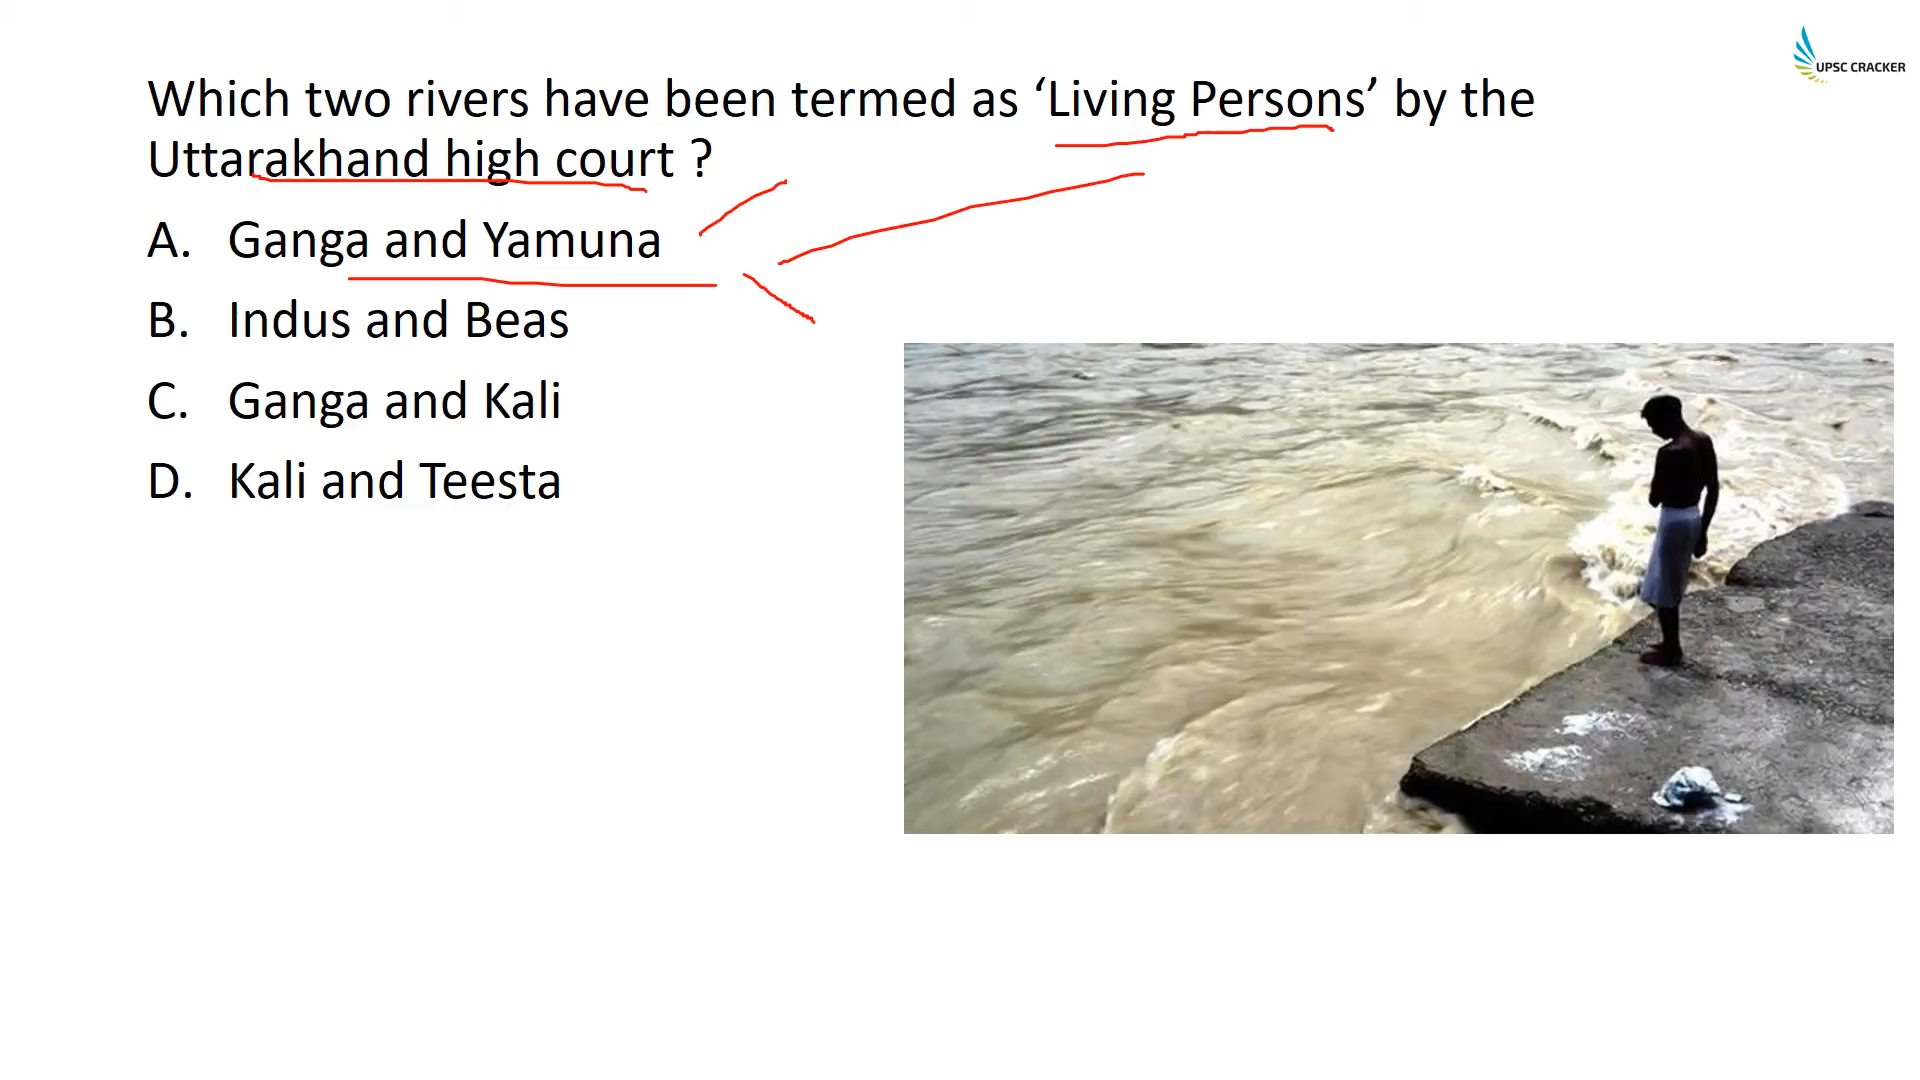 UPSC CRACKER
Which two rivers have been termed as ‘Living Persons’ by the
Uttarakhand high court ?
A. Ganga and Yamuna
B. Indus and Beas
C. Ganga and Kali
D. Kali and Teesta